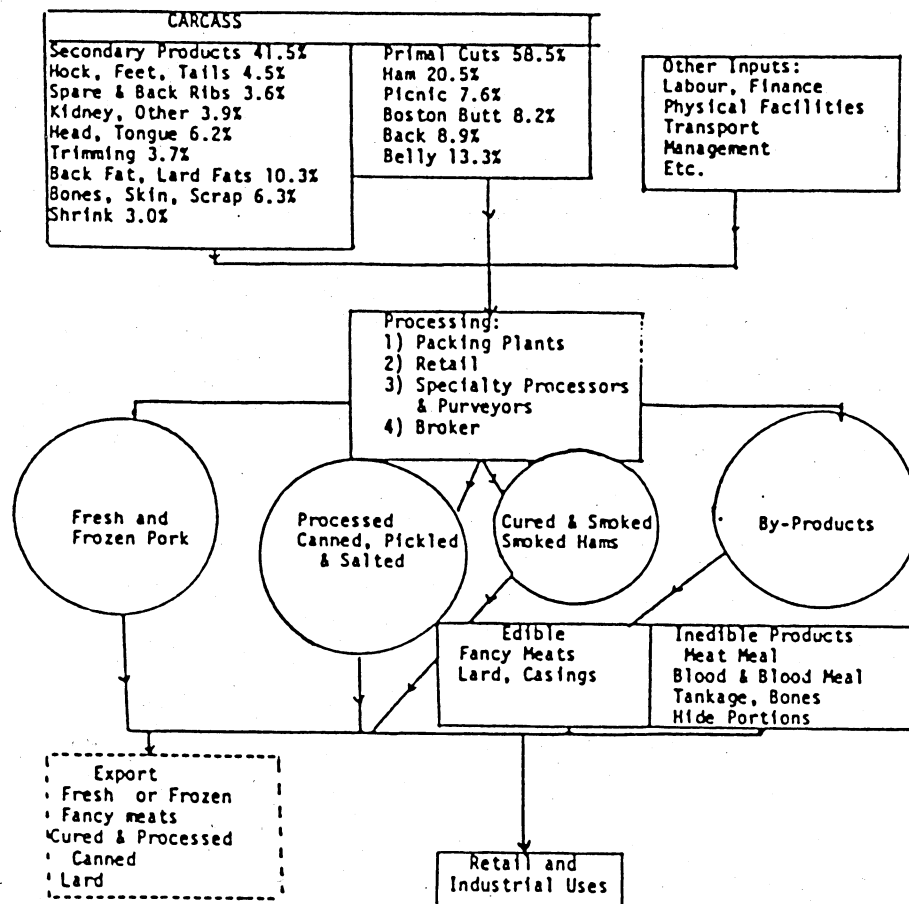 CARCASS
Secondary Products 41.5%
Hock, Feet, Tails 4.5%
Spare & Back Ribs 3.6%
Kidney, Other 3.9%
Head, Tongue 6.2%
Trimming 3.7%
Back Fat, Lard Fats 10.3%
Bones, Skin, Scrap 6.3%
Shrink 3.0%
Primal Cuts 58.5%
Ham 20.5%
Picnic 7.6%
Boston Butt 8.2%
Back 8.9%
Belly 13.3%
Other Inputs:
Labour, Finance
Physical Facilities
Transport
Management
Etc.
Processing:
1) Packing Plants
2) Retail
3) Specialty Processors
& Purveyors
4) Broker
Fresh and
Frozen Pork
Processed
Canned, Pickled
& Salted
Cured & Smoked
Smoked Hams
By-Products
Edible
Fancy Meats
Lard, Casings
Inedible Products
Meat Meal
Blood & Blood Meal
Tankage, Bones
Hide Portions
Export
Fresh or Frozen
Fancy meats
Cured & Processed
Canned
Lard
Retail and
Industrial Uses